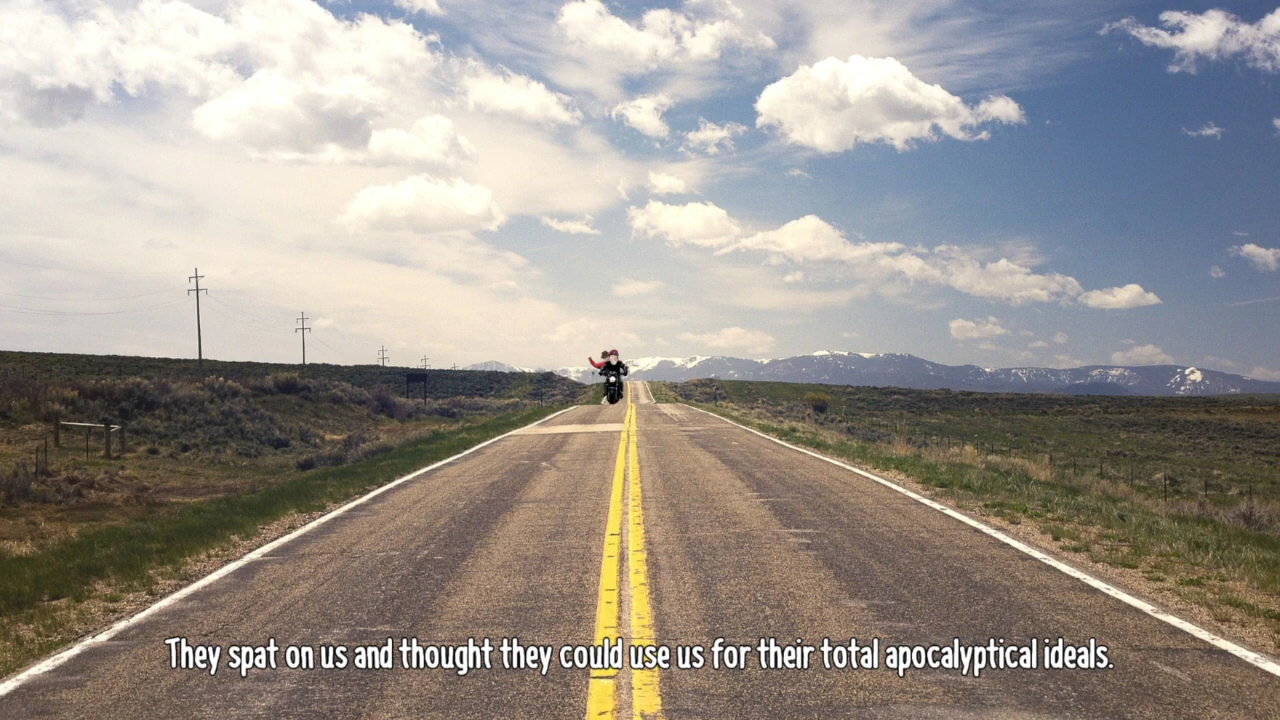 They spat on us and thought they could use us for their total apocalyptical ideals.